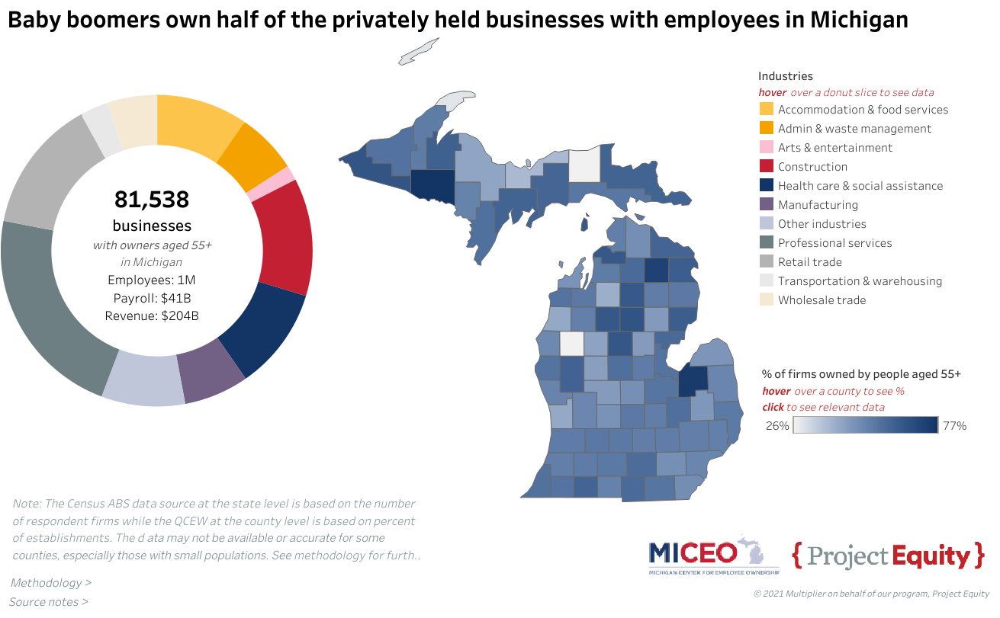 Baby boomers own half of the privately held businesses with employees in Michigan
81,538
businesses
with owners aged 55+
in Michigan
Employees: 1M
Payroll: $41B
Revenue: $204B
Industries
hover over a donut slice to see data
Accommodation & food services
Admin & waste management
Arts & entertainment
Construction
Health care & social assistance
Manufacturing
Other industries
Professional services
Retail trade
Transportation & warehousing
Wholesale trade
% of firms owned by people aged 55+
hover over a county to see %
click to see relevant data
26% 77%
Note: The Census ABS data source at the state level is based on the number
of respondent firms while the QCEW at the county level is based on percent
of establishments. The d ata may not be available or accurate for some
counties, especially those with small populations. See methodology for furth..
Methodology >
Source notes >
MICEO
MICHIGAN CENTER FOR EMPLOYEE OWNERSHIP
{ Project Equity }
© 2021 Multiplier on behalf of our program, Project Equity